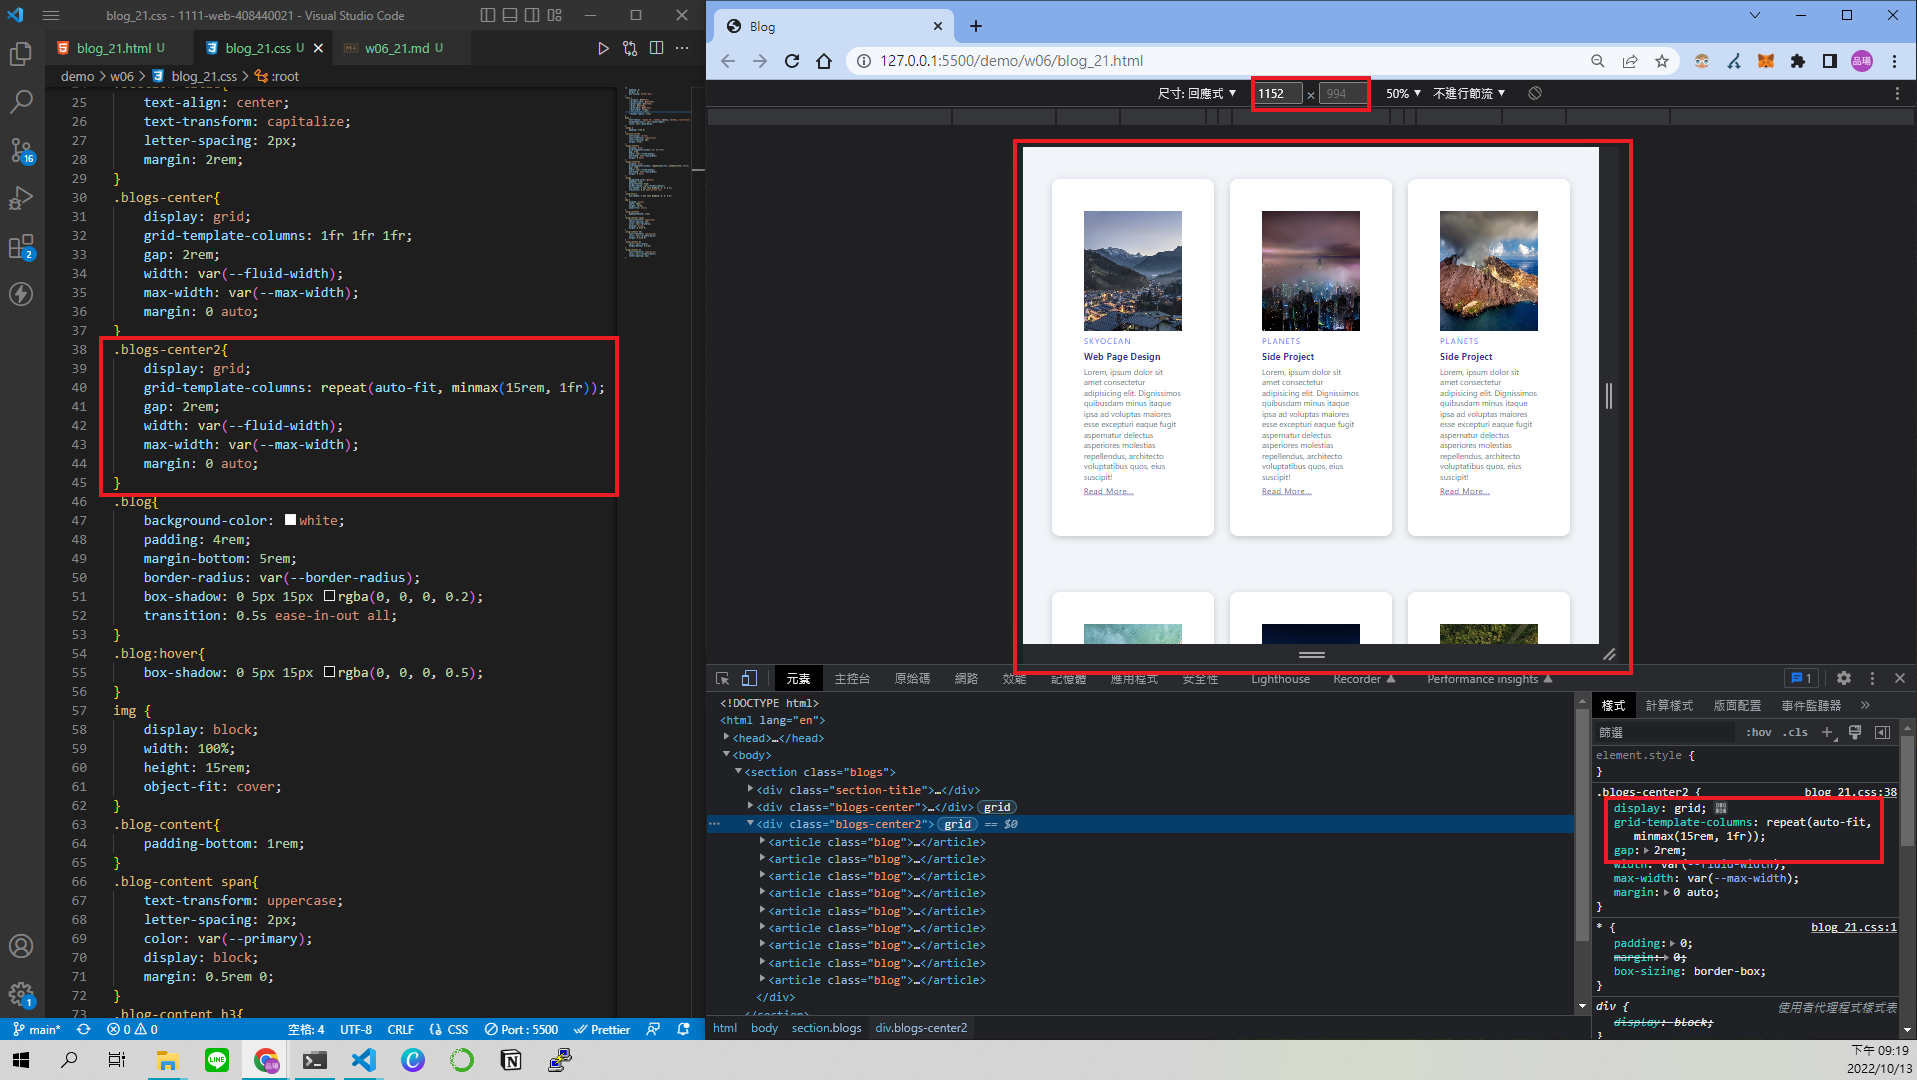 blog_21.css - 1111-web-408440021 - Visual Studio Code
blog_21.html U
blog_21.css U
w06_21.md U
demo > w06 > blog_21.css > :root
25 text-align: center;
26 text-transform: capitalize;
27 letter-spacing: 2px;
28 margin: 2rem;
29 }
30 .blogs-center{
31 display: grid;
32 grid-template-columns: 1fr 1fr 1fr;
33 gap: 2rem;
34 width: var(--fluid-width);
35 max-width: var(--max-width);
36 margin: 0 auto;
37 }
38 .blogs-center2{
39 display: grid;
40 grid-template-columns: repeat(auto-fit, minmax(15rem, 1fr));
41 gap: 2rem;
42 width: var(--fluid-width);
43 max-width: var(--max-width);
44 margin: 0 auto;
45 }
46 .blog{
47 background-color: white;
48 padding: 4rem;
49 margin-bottom: 5rem;
50 border-radius: var(--border-radius);
51 box-shadow: 0 5px 15px rgba(0, 0, 0, 0.2);
52 transition: 0.5s ease-in-out all;
53 }
54 .blog:hover{
55 box-shadow: 0 5px 15px rgba(0, 0, 0, 0.5);
56 }
57 img {
58 display: block;
59 width: 100%;
60 height: 15rem;
61 object-fit: cover;
62 }
63 .blog-content{
64 padding-bottom: 1rem;
65 }
66 .blog-content span{
67 text-transform: uppercase;
68 letter-spacing: 2px;
69 color: var(--primary);
70 display: block;
71 margin: 0.5rem 0;
72 }
73 .blog-content h3{
16
2
1
main* 0 0 空格: 4 UTF-8 CRLF CSS Port : 5500 Prettier
Blog
127.0.0.1:5500/demo/w06/blog_21.html
品瑒
尺寸: 回應式 ▼ 1152 × 994 50% ▼ 不進行節流 ▼
SKYOCEAN
Web Page Design
Lorem, ipsum dolor sit
amet consectetur
adipisicing elit. Dignissimos
quibusdam minus itaque
ipsa ad voluptas maiores
esse excepturi eaque fugit
aspernatur delectus
asperiores molestias
repellendus, architecto
voluptatibus quos, eius
suscipit!
Read More...
PLANETS
Side Project
Lorem, ipsum dolor sit
amet consectetur
adipisicing elit. Dignissimos
quibusdam minus itaque
ipsa ad voluptas maiores
esse excepturi eaque fugit
aspernatur delectus
asperiores molestias
repellendus, architecto
voluptatibus quos, eius
suscipit!
Read More...
PLANETS
Side Project
Lorem, ipsum dolor sit
amet consectetur
adipisicing elit. Dignissimos
quibusdam minus itaque
ipsa ad voluptas maiores
esse excepturi eaque fugit
aspernatur delectus
asperiores molestias
repellendus, architecto
voluptatibus quos, eius
suscipit!
Read More...
元素 主控台 原始碼 網路 效能 記憶體 應用程式 安全性 Lighthouse Recorder Performance insights 1
<!DOCTYPE html>
<html lang="en">
<head>…</head>
<body>
<section class="blogs">
<div class="section-title">…</div>
<div class="blogs-center">…</div> grid
<div class="blogs-center2"> grid == $0
<article class="blog">…</article>
<article class="blog">…</article>
<article class="blog">…</article>
<article class="blog">…</article>
<article class="blog">…</article>
<article class="blog">…</article>
<article class="blog">…</article>
<article class="blog">…</article>
<article class="blog">…</article>
</div>
</section>
html body section.blogs div.blogs-center2
樣式 計算樣式 版面配置 事件監聽器 »
篩選 :hov .cls
element.style {
}
.blogs-center2 { blog_21.css:38
display: grid;
grid-template-columns: repeat(auto-fit,
minmax(15rem, 1fr));
gap: 2rem;
width: var(--fluid-width);
max-width: var(--max-width);
margin: 0 auto;
}
* { blog_21.css:1
padding: 0;
margin: 0;
box-sizing: border-box;
}
div { 使用者代理程式樣式表
display: block;
}
下午 09:19
2022/10/13